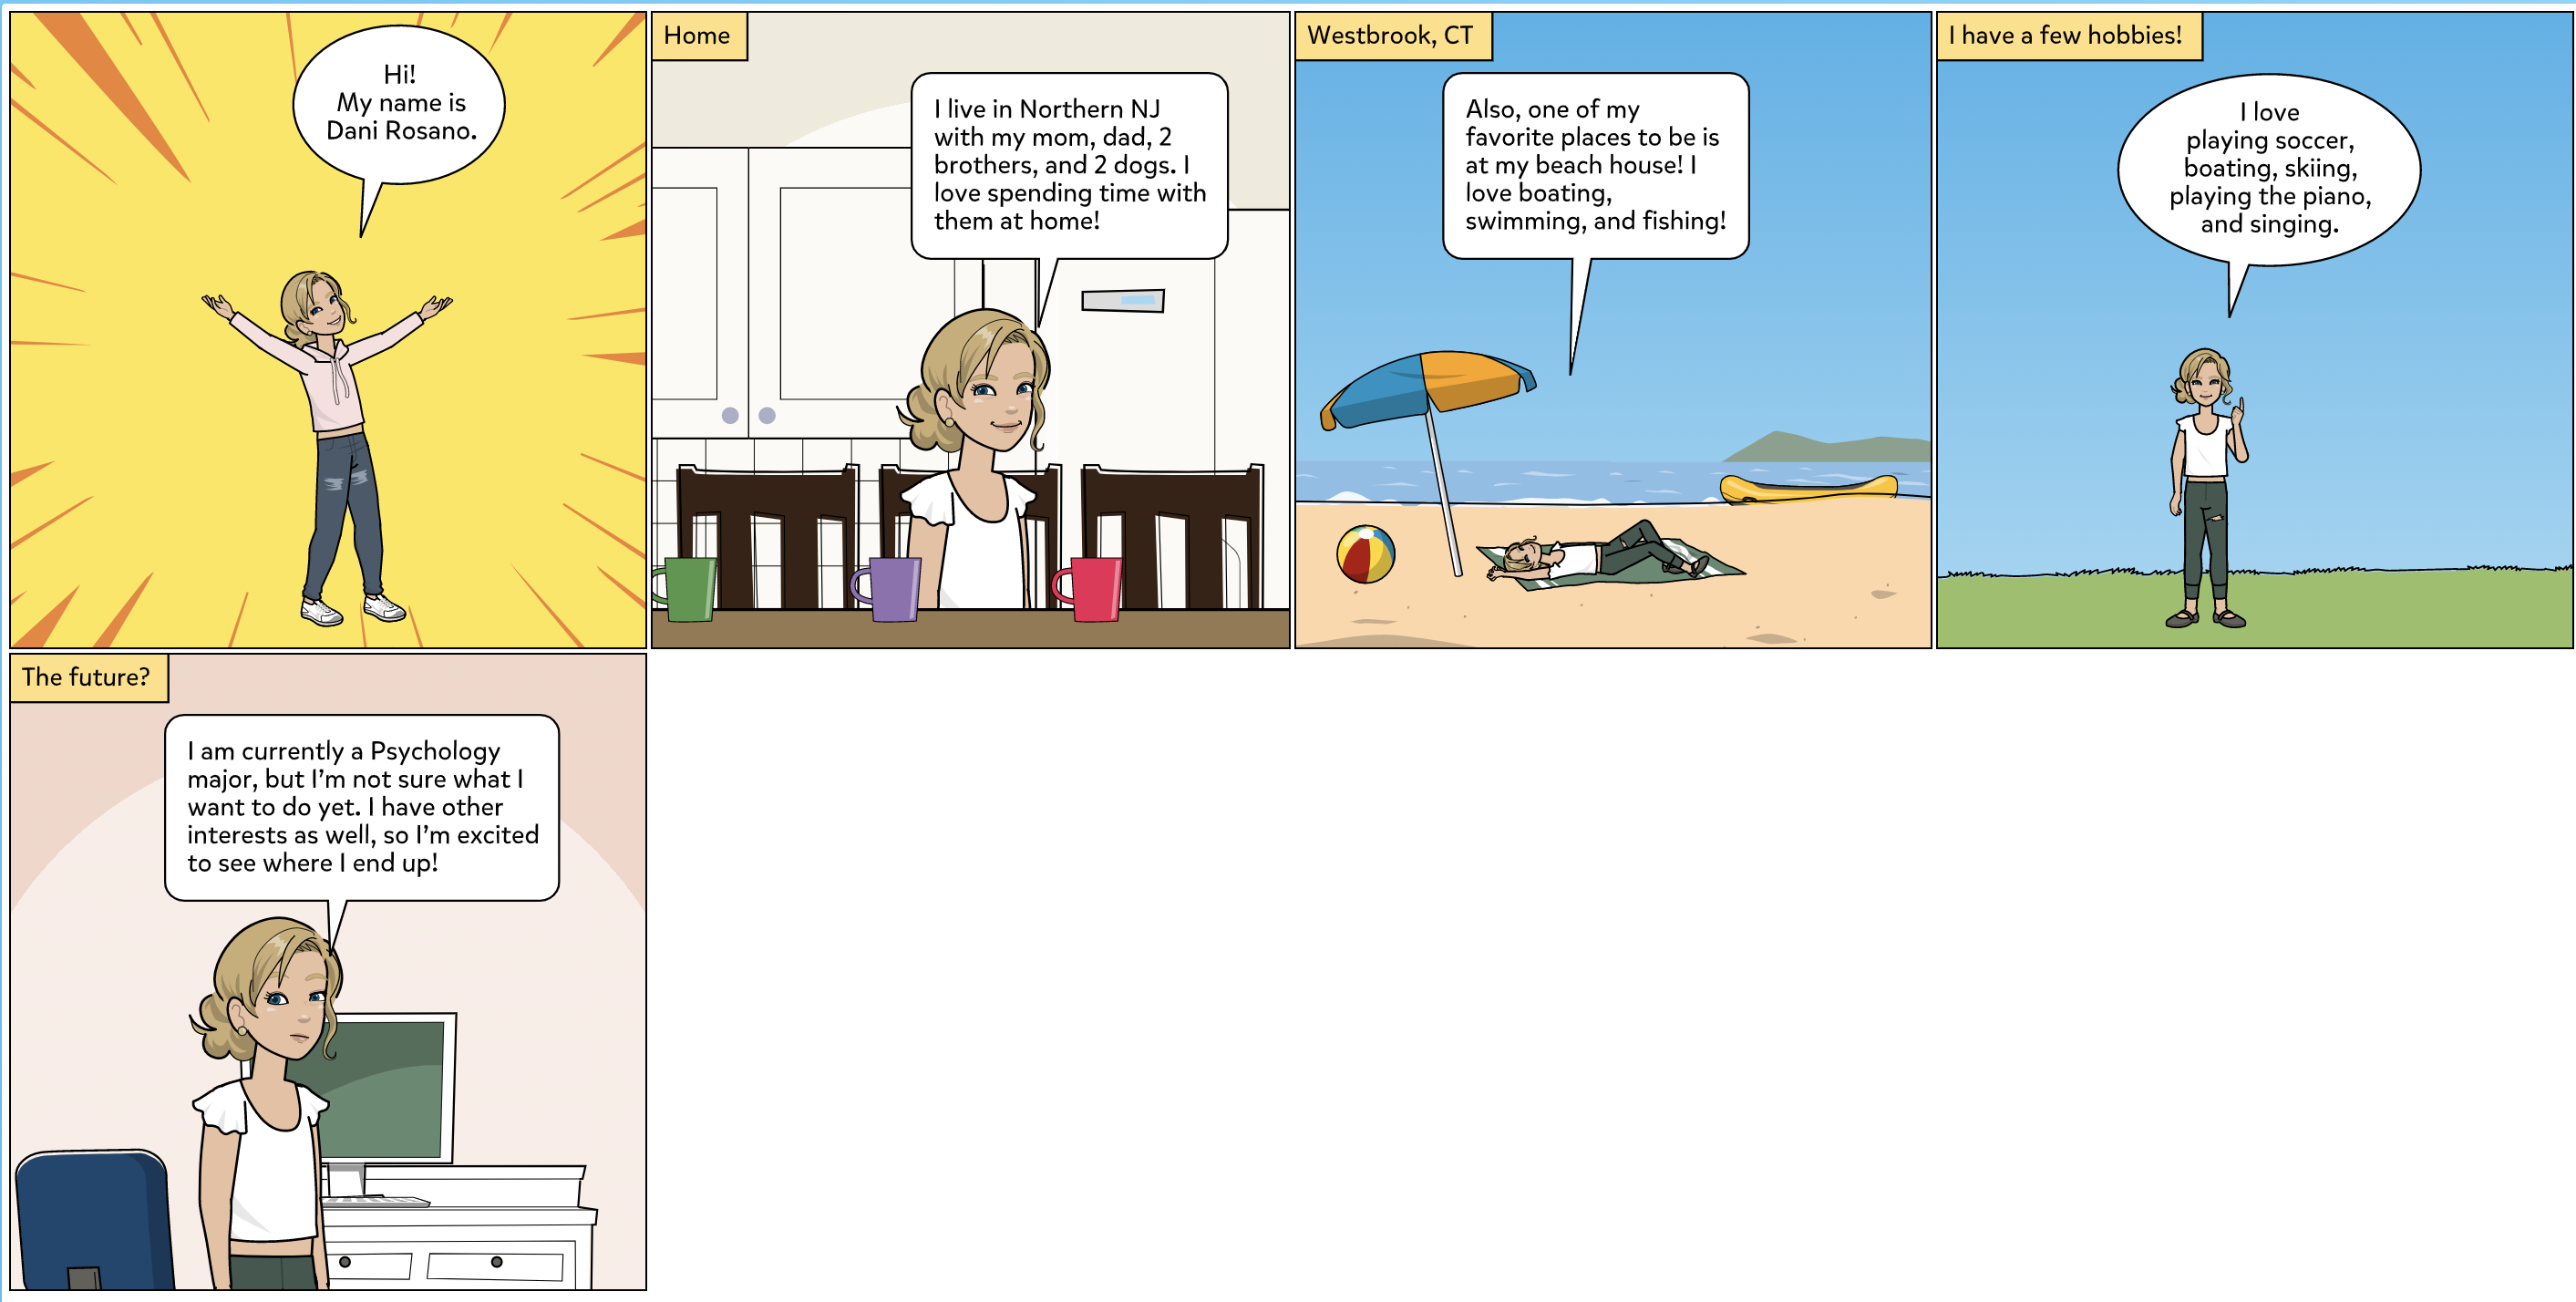 Hi!
My name is
Dani Rosano.
Home
I live in Northern NJ
with my mom, dad, 2
brothers, and 2 dogs. I
love spending time with
them at home!
Westbrook, CT
Also, one of my
favorite places to be is
at my beach house! I
love boating,
swimming, and fishing!
I have a few hobbies!
I love
playing soccer,
boating, skiing,
playing the piano,
and singing.
The future?
I am currently a Psychology
major, but I’m not sure what I
want to do yet. I have other
interests as well, so I’m excited
to see where I end up!